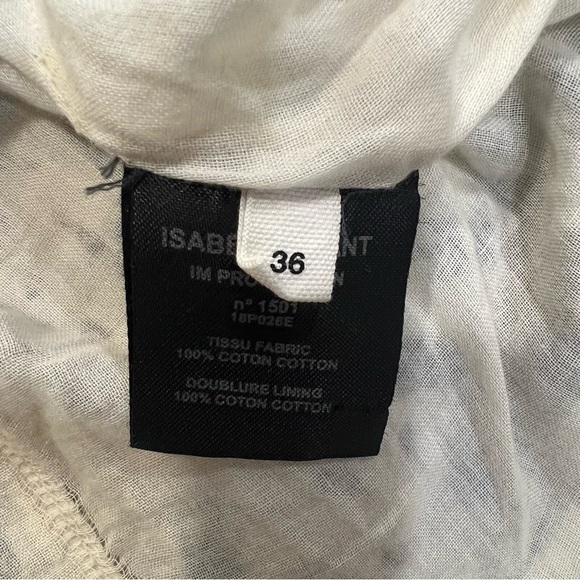 36
ISABE ANT
IM PRO N
n° 1501
18P026E
TISSU FABRIC
100% COTON COTTON
DOUBLURE LINING
100% COTON COTTON